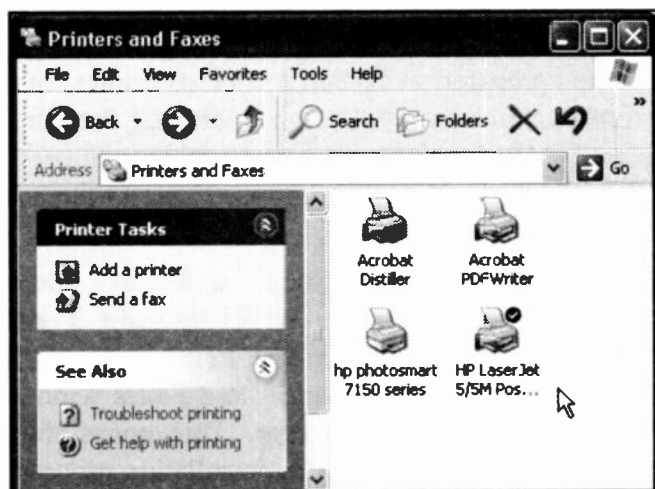 Printers and Faxes
File Edit View Favorites Tools Help
Back Search Folders »
Address Printers and Faxes Go
Printer Tasks
Add a printer
Send a fax
See Also
Troubleshoot printing
Get help with printing
Acrobat
Distiller
Acrobat
PDFWriter
hp photosmart
7150 series
HP LaserJet
5/5M Pos...